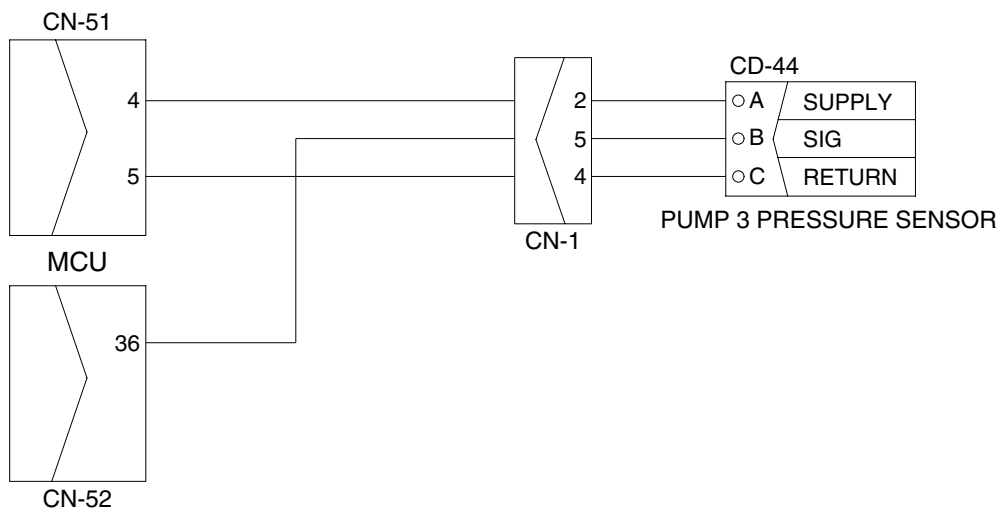 CN-51
CD-44
4
2
A SUPPLY
5
B SIG
5
4
C RETURN
PUMP 3 PRESSURE SENSOR
CN-1
MCU
36
CN-52